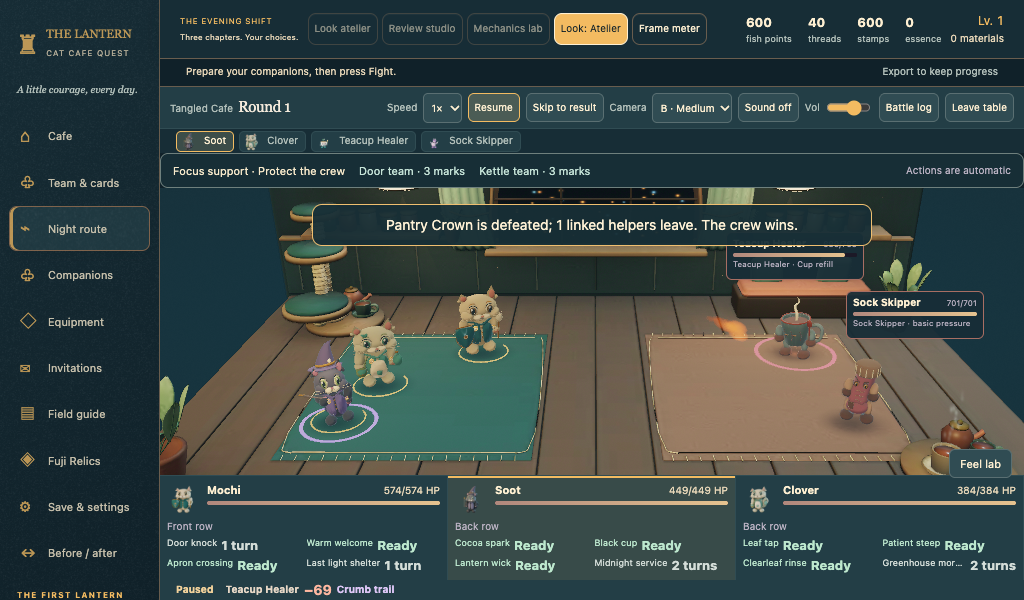 THE LANTERN
CAT CAFE QUEST
A little courage, every day.
Cafe
Team & cards
Night route
Companions
Equipment
Invitations
Field guide
Fuji Relics
Save & settings
Before / after
THE FIRST LANTERN
THE EVENING SHIFT
Three chapters. Your choices.
Look atelier
Review studio
Mechanics lab
Look: Atelier
Frame meter
600 fish points
40 threads
600 stamps
0 essence
Lv. 1
0 materials
Prepare your companions, then press Fight.
Export to keep progress
Tangled Cafe Round 1
Speed 1x Resume Skip to result Camera B · Medium Sound off Vol Battle log Leave table
Soot Clover Teacup Healer Sock Skipper
Focus support · Protect the crew Door team · 3 marks Kettle team · 3 marks Actions are automatic
Pantry Crown is defeated; 1 linked helpers leave. The crew wins.
Teacup Healer
Teacup Healer · Cup refill
Sock Skipper 701/701
Sock Skipper · basic pressure
Feel lab
Mochi 574/574 HP
Front row
Door knock 1 turn Warm welcome Ready
Apron crossing Ready Last light shelter 1 turn
Soot 449/449 HP
Back row
Cocoa spark Ready Black cup Ready
Lantern wick Ready Midnight service 2 turns
Clover 384/384 HP
Back row
Leaf tap Ready Patient steep Ready
Clearleaf rinse Ready Greenhouse mor... 2 turns
Paused Teacup Healer −69 Crumb trail